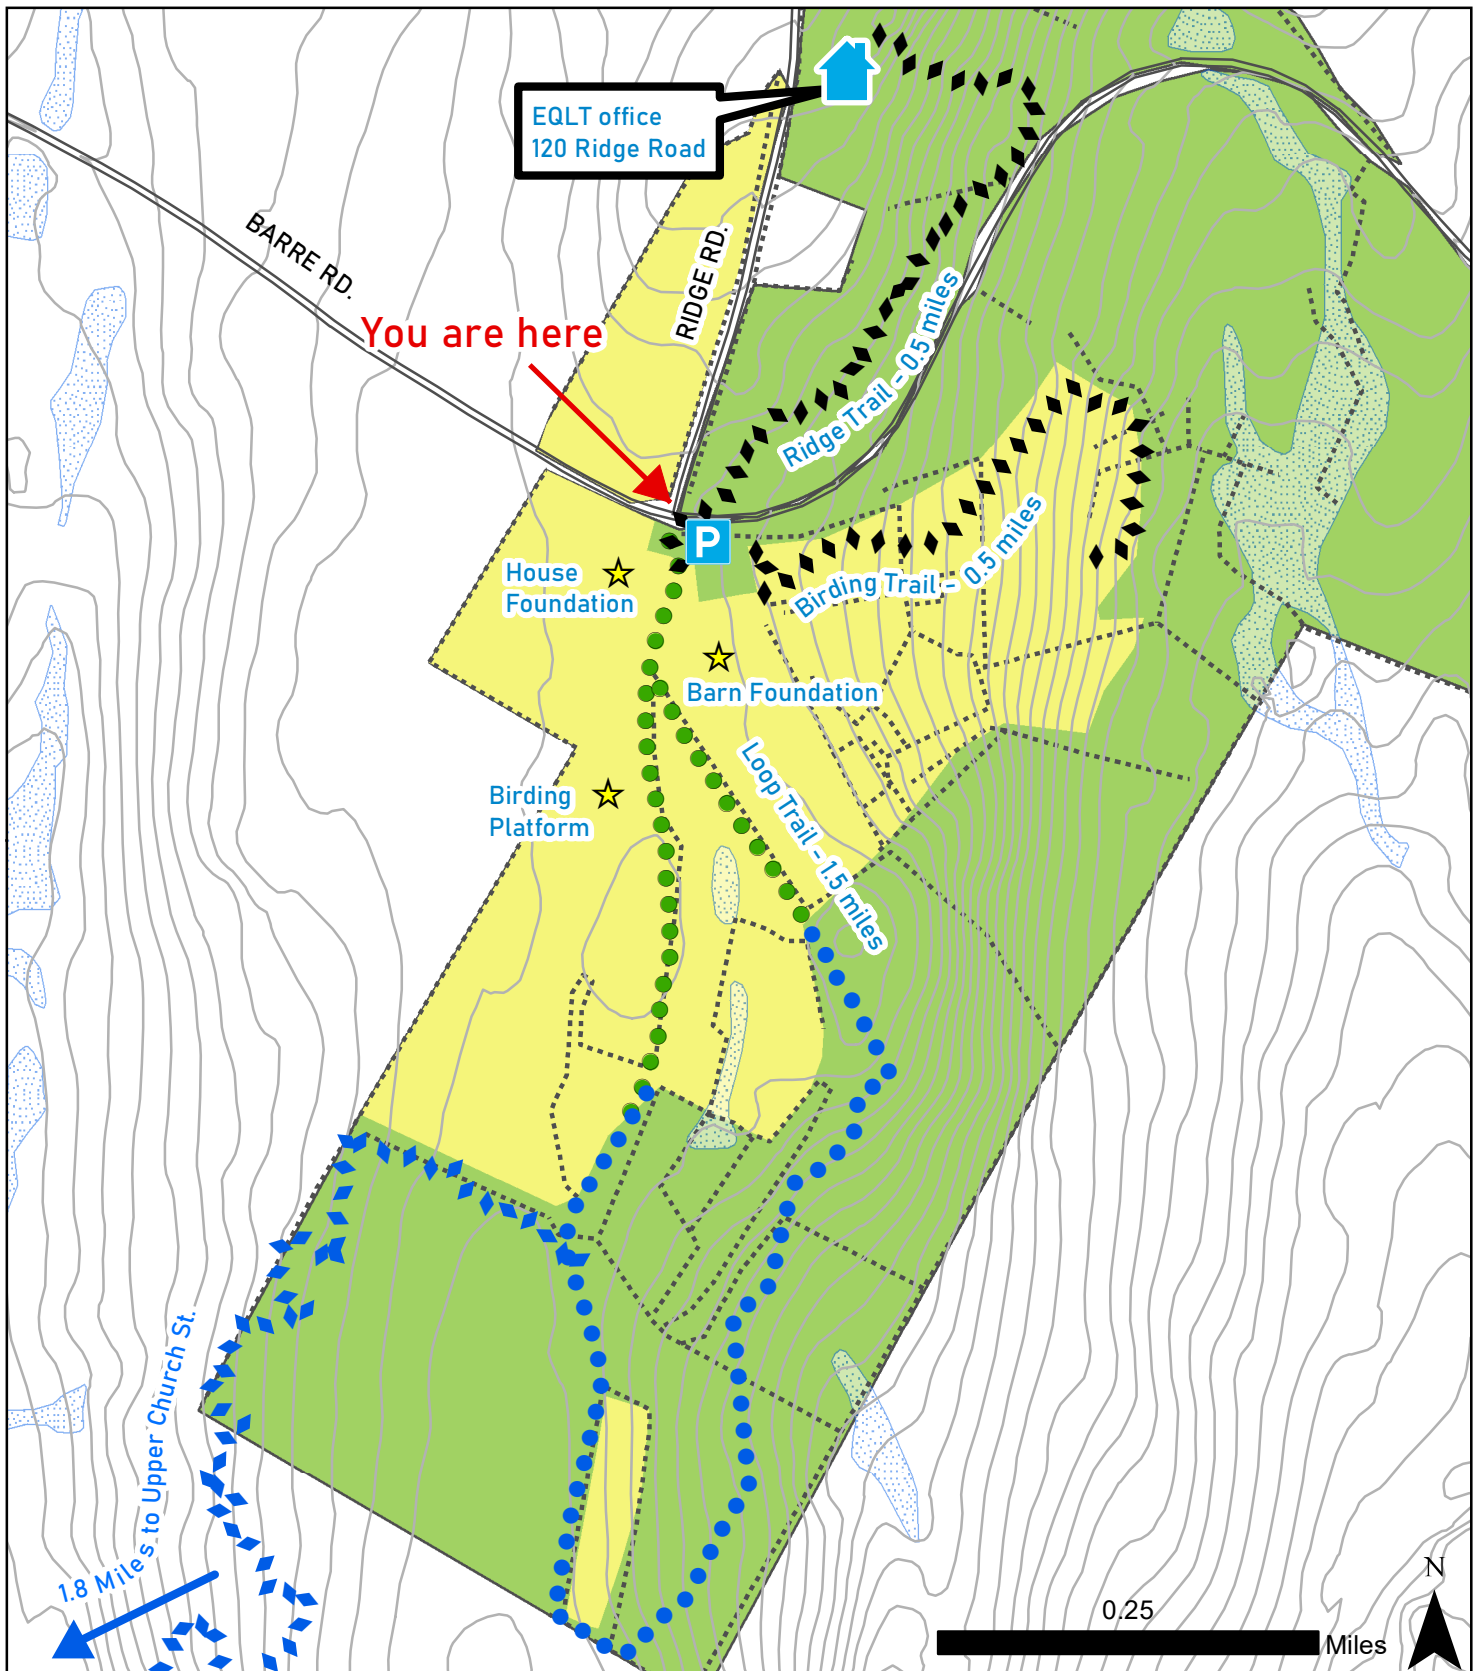 EQLT office
120 Ridge Road
BARRE RD.
RIDGE RD.
You are here
Ridge Trail - 0.5 miles
P
House
Foundation
Birding Trail - 0.5 miles
Barn Foundation
Birding
Platform
Loop Trail - 1.5 miles
1.8 Miles to Upper Church St.
N
0.25
Miles